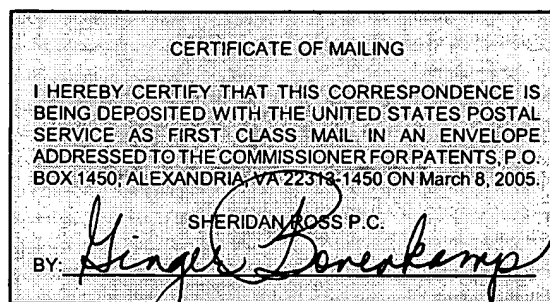 CERTIFICATE OF MAILING
I HEREBY CERTIFY THAT THIS CORRESPONDENCE IS
BEING DEPOSITED WITH THE UNITED STATES POSTAL
SERVICE AS FIRST CLASS MAIL IN AN ENVELOPE
ADDRESSED TO THE COMMISSIONER FOR PATENTS, P.O.
BOX 1450, ALEXANDRIA, VA 22313-1450 ON March 8, 2005.
SHERIDAN ROSS P.C.
BY: Ginger Bonenkamp